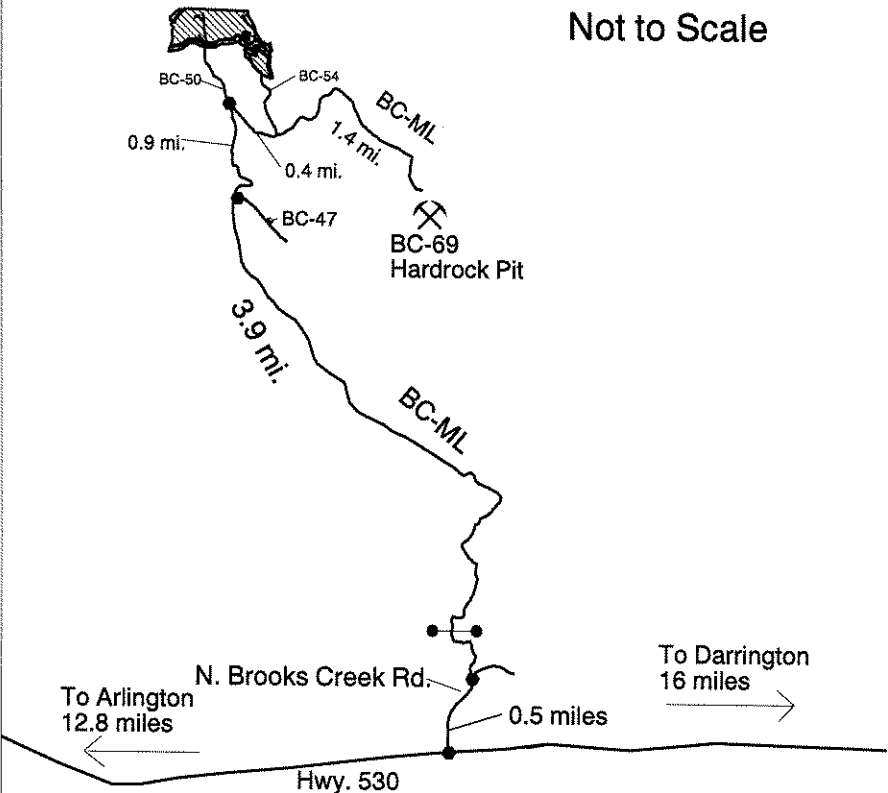 Not to Scale
BC-50
BC-54
BC-ML
1.4 mi.
0.9 mi.
0.4 mi.
BC-47
BC-69
Hardrock Pit
3.9 mi.
BC-ML
N. Brooks Creek Rd.
To Darrington
16 miles
To Arlington
12.8 miles
0.5 miles
Hwy. 530